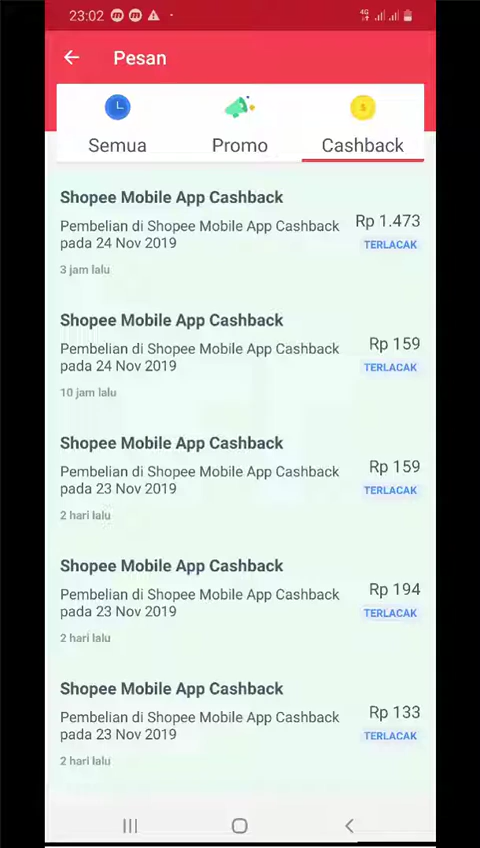 23:02
4G
Pesan
Semua
Promo
Cashback
Shopee Mobile App Cashback
Pembelian di Shopee Mobile App Cashback
pada 24 Nov 2019
Rp 1.473
TERLACAK
3 jam lalu
Shopee Mobile App Cashback
Pembelian di Shopee Mobile App Cashback
pada 24 Nov 2019
Rp 159
TERLACAK
10 jam lalu
Shopee Mobile App Cashback
Pembelian di Shopee Mobile App Cashback
pada 23 Nov 2019
Rp 159
TERLACAK
2 hari lalu
Shopee Mobile App Cashback
Pembelian di Shopee Mobile App Cashback
pada 23 Nov 2019
Rp 194
TERLACAK
2 hari lalu
Shopee Mobile App Cashback
Pembelian di Shopee Mobile App Cashback
pada 23 Nov 2019
Rp 133
TERLACAK
2 hari lalu